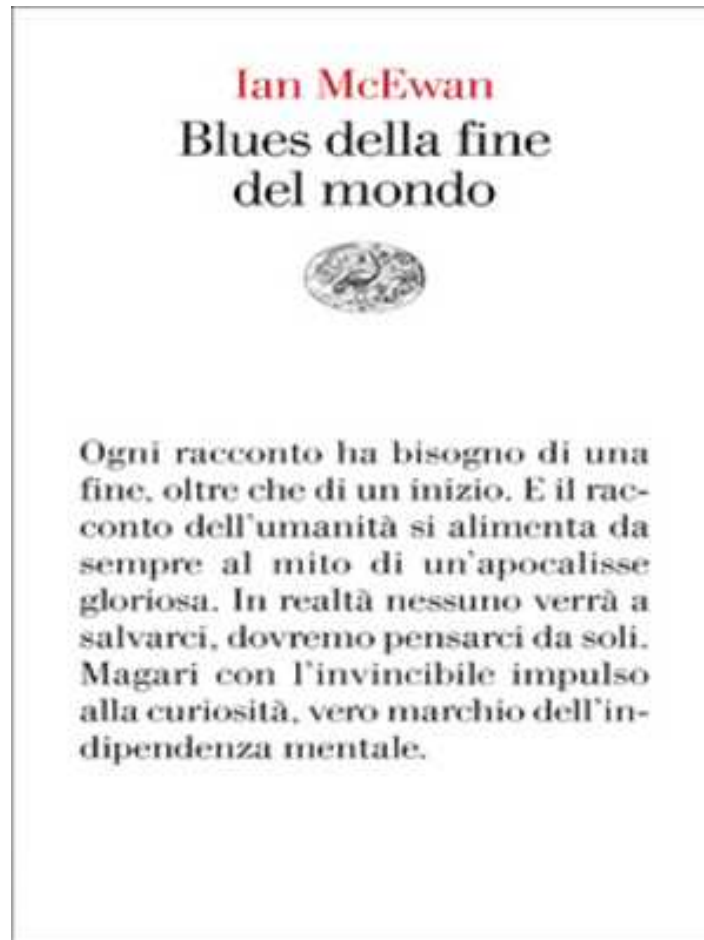 Ian McEwan
Blues della fine
del mondo
Ogni racconto ha bisogno di una
fine, oltre che di un inizio. E il rac-
conto dell'umanità si alimenta da
sempre al mito di un'apocalisse
gloriosa. In realtà nessuno verrà a
salvarci, dovremo pensarci da soli.
Magari con l'invincibile impulso
alla curiosità, vero marchio dell'in-
dipendenza mentale.